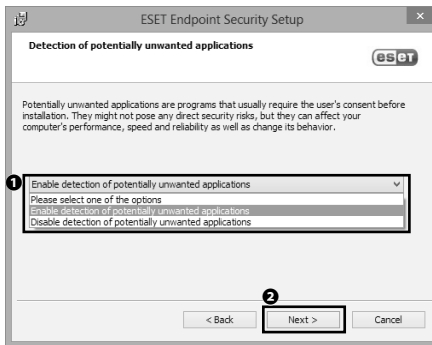 ESET Endpoint Security Setup
Detection of potentially unwanted applications
eset
Potentially unwanted applications are programs that usually require the user's consent before
installation. They might not pose any direct security risks, but they can affect your
computer's performance, speed and reliability as well as change its behavior.
1
Enable detection of potentially unwanted applications
Please select one of the options
Enable detection of potentially unwanted applications
Disable detection of potentially unwanted applications
2
< Back
Next >
Cancel